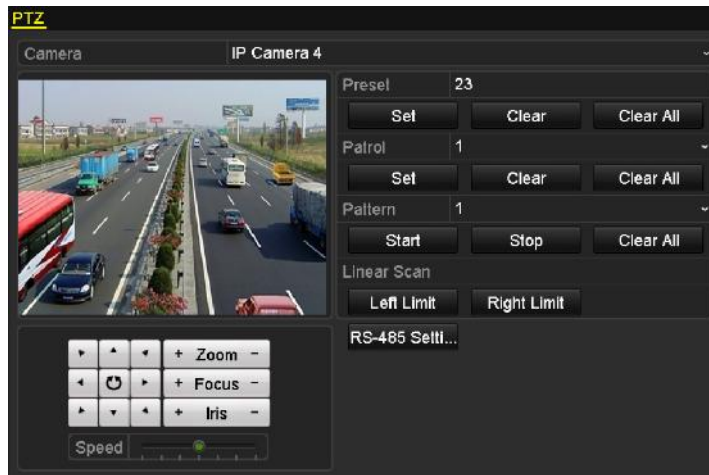 PTZ
Camera IP Camera 4
Preset 23
Set Clear Clear All
Patrol 1
Set Clear Clear All
Pattern 1
Start Stop Clear All
Linear Scan
Left Limit Right Limit
RS-485 Setti...
+ Zoom -
+ Focus -
+ Iris -
Speed